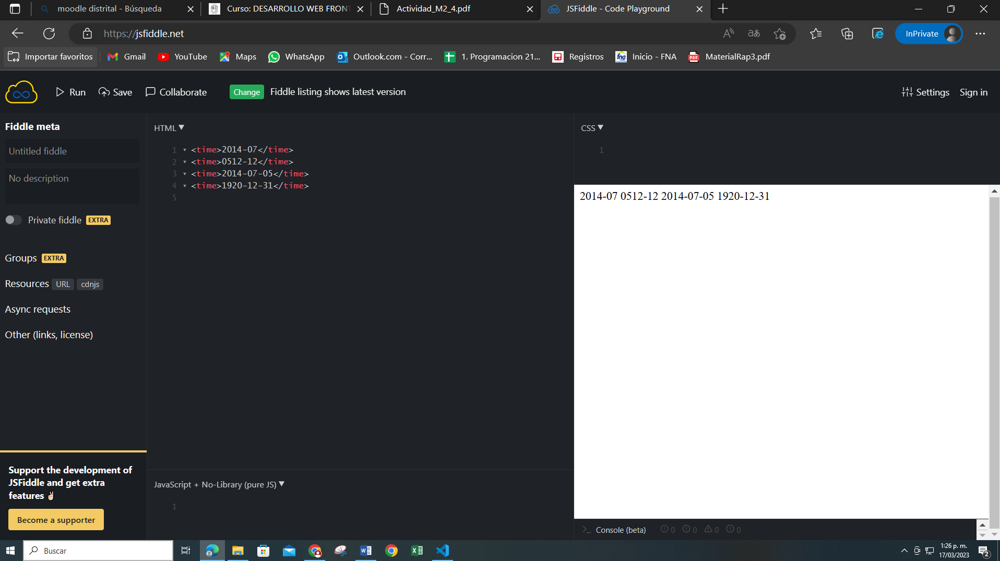 moodle distrital - Búsqueda
Curso: DESARROLLO WEB FRONT
Actividad_M2_4.pdf
JSFiddle - Code Playground
https://jsfiddle.net
A
aあ
InPrivate
Importar favoritos
Gmail
YouTube
Maps
WhatsApp
Outlook.com - Corr...
1. Programacion 21...
fna
Registros
Inicio - FNA
PDF
MaterialRap3.pdf
Run
Save
Collaborate
Change
Fiddle listing shows latest version
Settings
Sign in
Fiddle meta
Untitled fiddle
No description
Private fiddle EXTRA
Groups EXTRA
Resources URL cdnjs
Async requests
Other (links, license)
Support the development of
JSFiddle and get extra
features ✌🏻
Become a supporter
HTML ▼
1 <time>2014-07</time>
2 <time>0512-12</time>
3 <time>2014-07-05</time>
4 <time>1920-12-31</time>
5
JavaScript + No-Library (pure JS) ▼
1
CSS ▼
1
2014-07 0512-12 2014-07-05 1920-12-31
>_ Console (beta) 0 0 0 0
Buscar
1:26 p. m.
17/03/2023
2